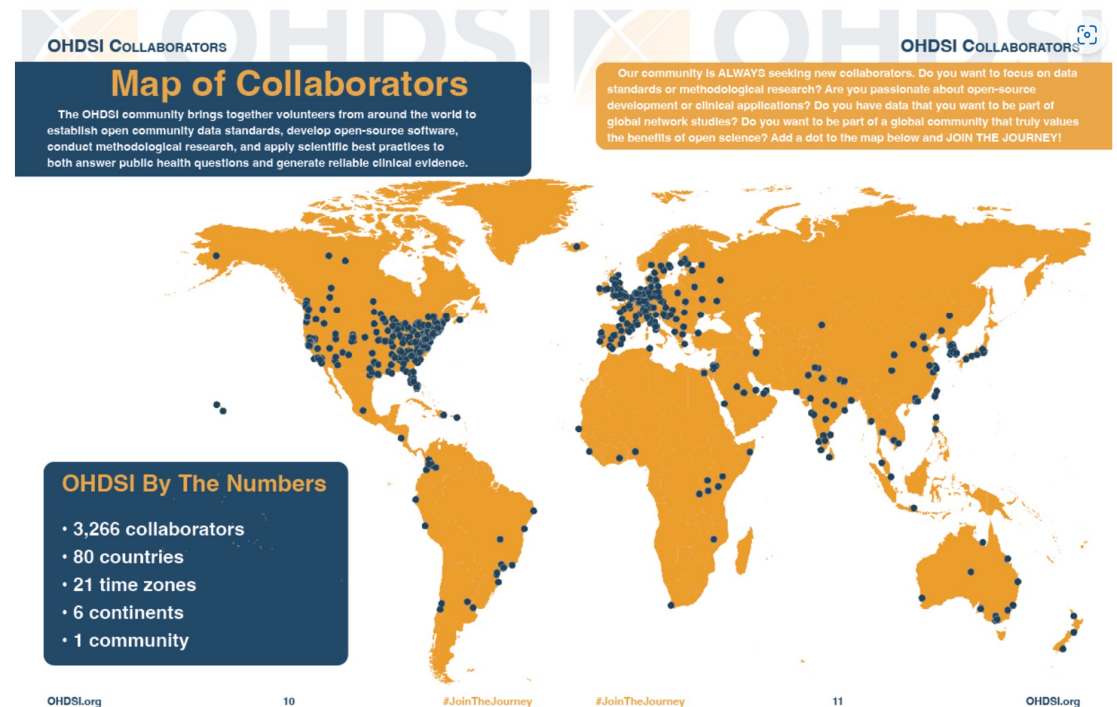 OHDSI COLLABORATORS
Map of Collaborators
The OHDSI community brings together volunteers from around the world to
establish open community data standards, develop open-source software,
conduct methodological research, and apply scientific best practices to
both answer public health questions and generate reliable clinical evidence.
OHDSI By The Numbers
• 3,266 collaborators
• 80 countries
• 21 time zones
• 6 continents
• 1 community
OHDSI.org
10
#JoinTheJourney
OHDSI COLLABORATORS
Our community is ALWAYS seeking new collaborators. Do you want to focus on data
standards or methodological research? Are you passionate about open-source
development or clinical applications? Do you have data that you want to be part of
global network studies? Do you want to be part of a global community that truly values
the benefits of open science? Add a dot to the map below and JOIN THE JOURNEY!
#JoinTheJourney
11
OHDSI.org